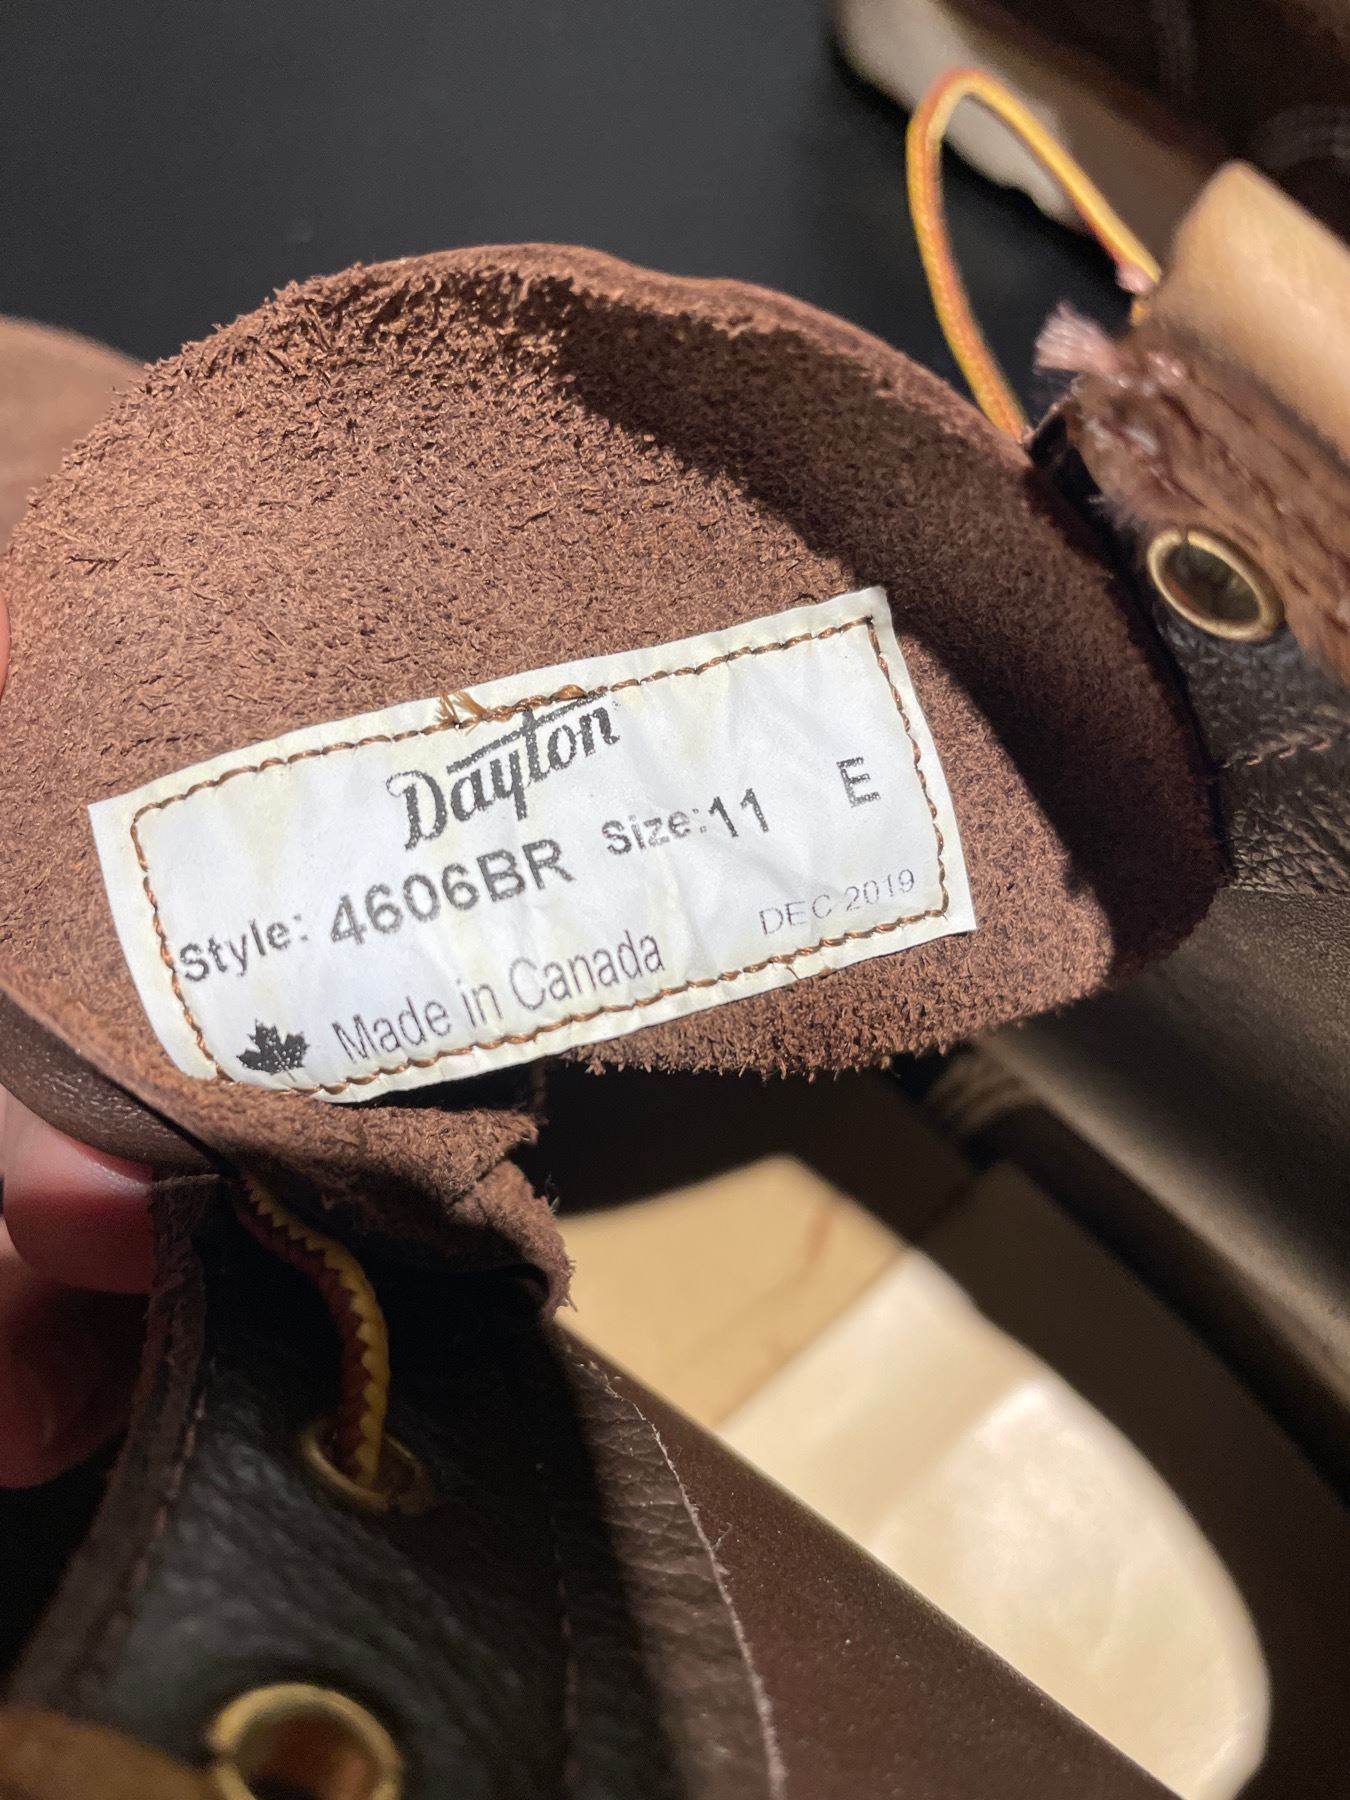 Dayton
Style: 4606BR Size:11 E
Made in Canada DEC 2019